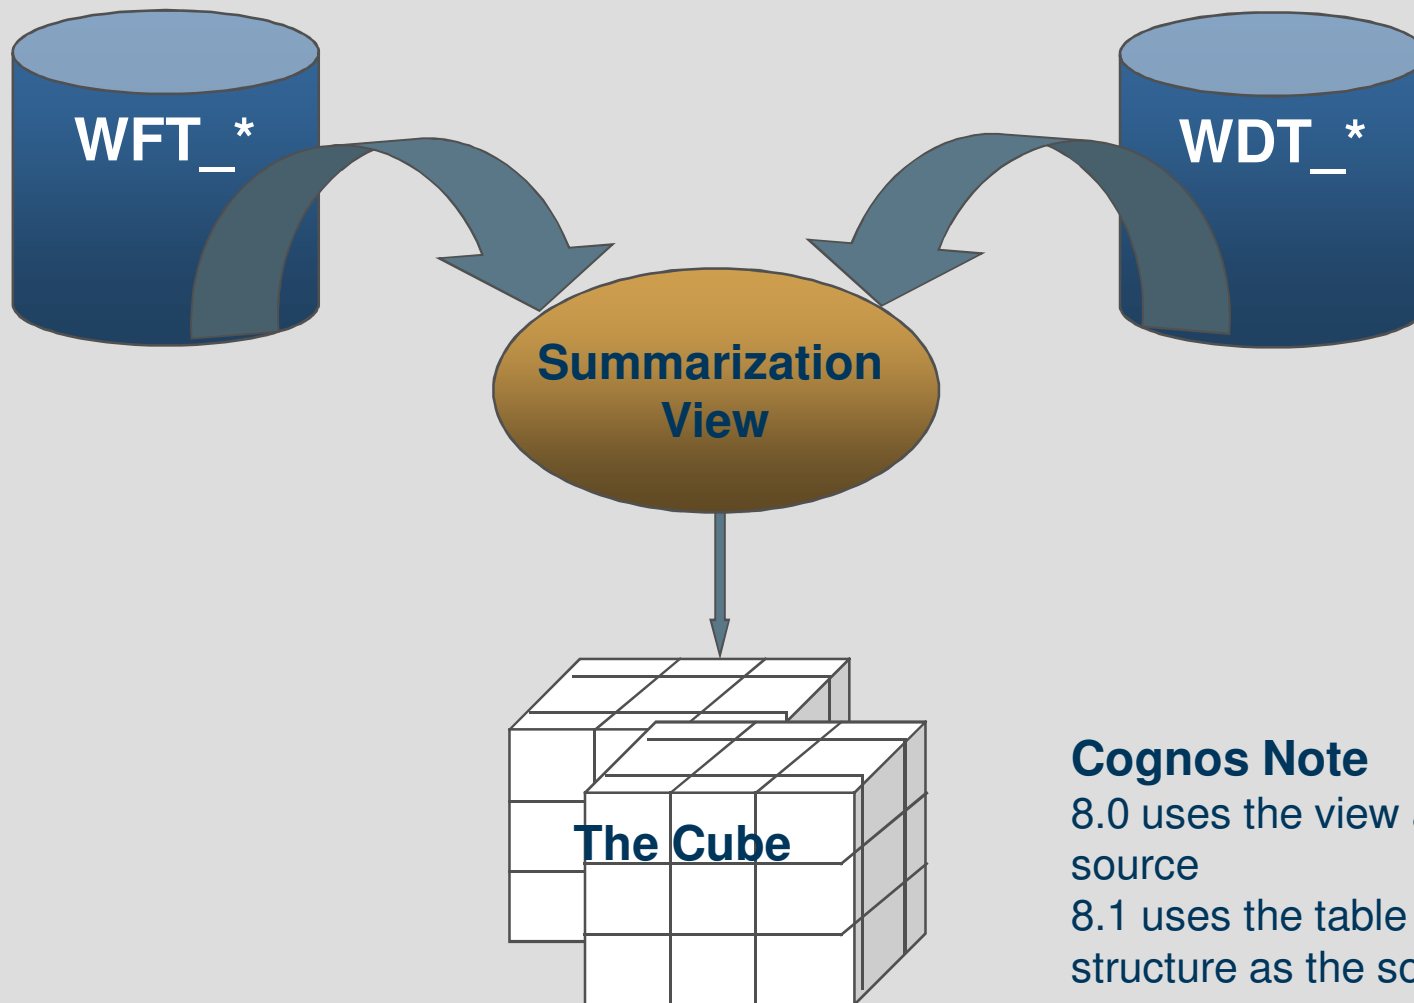 WFT_*
WDT_*
Summarization
View
The Cube
Cognos Note
8.0 uses the view
source
8.1 uses the table
structure as the